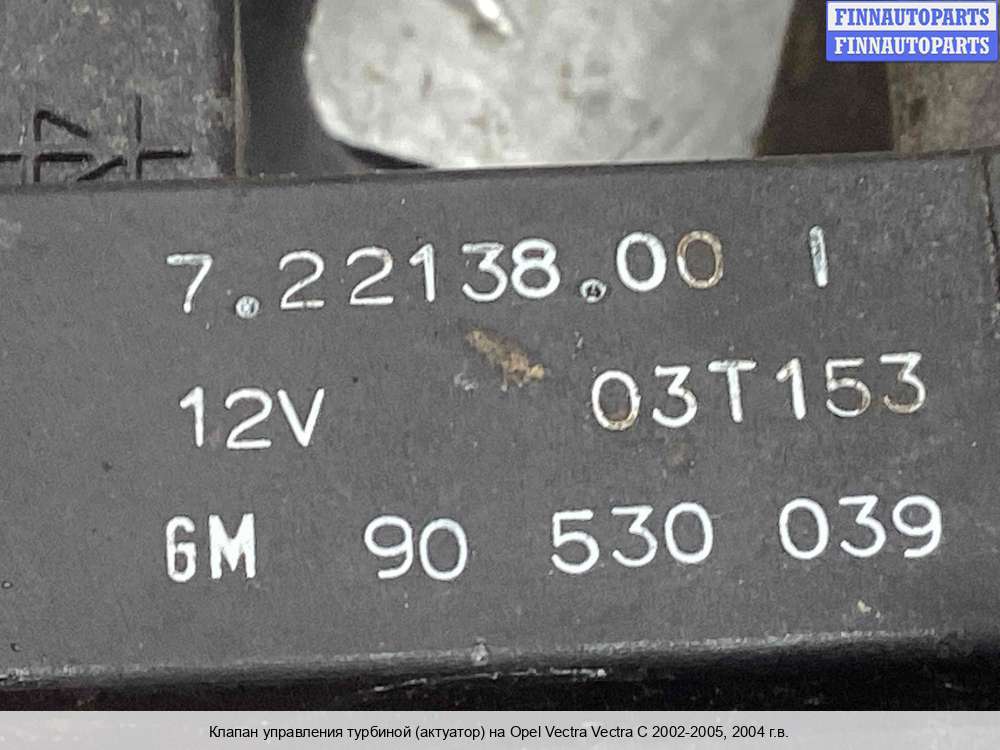 FINNAUTOPARTS
FINNAUTOPARTS
7.22138.00 I
12V 03T153
GM 90 530 039
Клапан управления турбиной (актуатор) на Opel Vectra Vectra C 2002-2005, 2004 г.в.